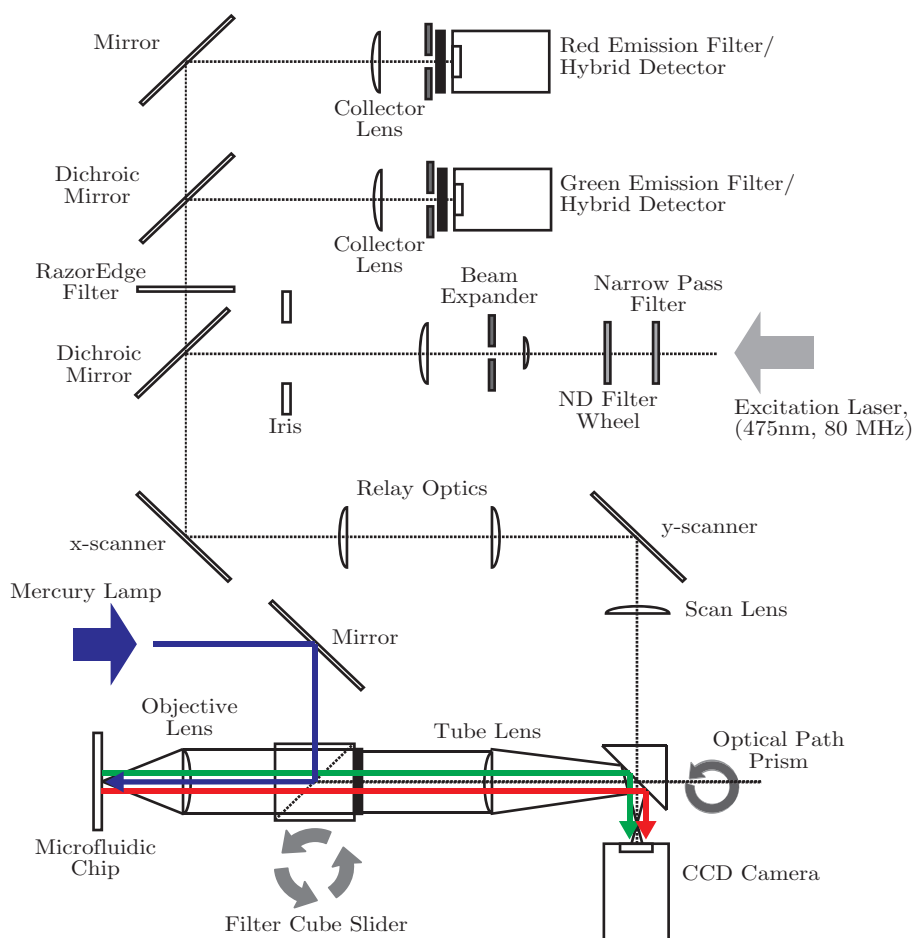 Mirror
Red Emission Filter/
Hybrid Detector
Collector
Lens
Dichroic
Mirror
Green Emission Filter/
Hybrid Detector
Collector
Lens
RazorEdge
Filter
Beam
Expander
Narrow Pass
Filter
Dichroic
Mirror
Iris
ND Filter
Wheel
Excitation Laser,
(475nm, 80 MHz)
Relay Optics
x-scanner
y-scanner
Mercury Lamp
Scan Lens
Mirror
Objective
Lens
Tube Lens
Optical Path
Prism
Microfluidic
Chip
CCD Camera
Filter Cube Slider